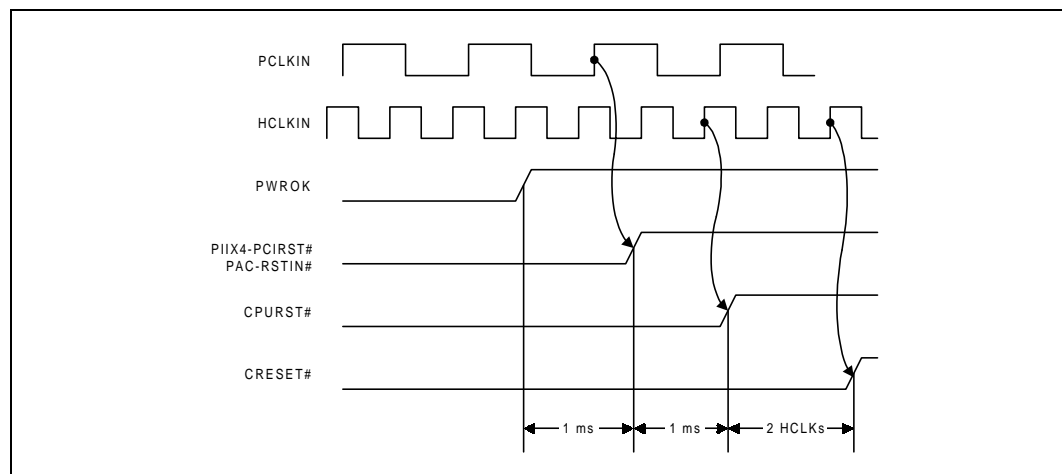 PCLKIN
HCLKIN
PWROK
PIIX4-PCIRST#
PAC-RSTIN#
CPURST#
CRESET#
1 ms
1 ms
2 HCLKs